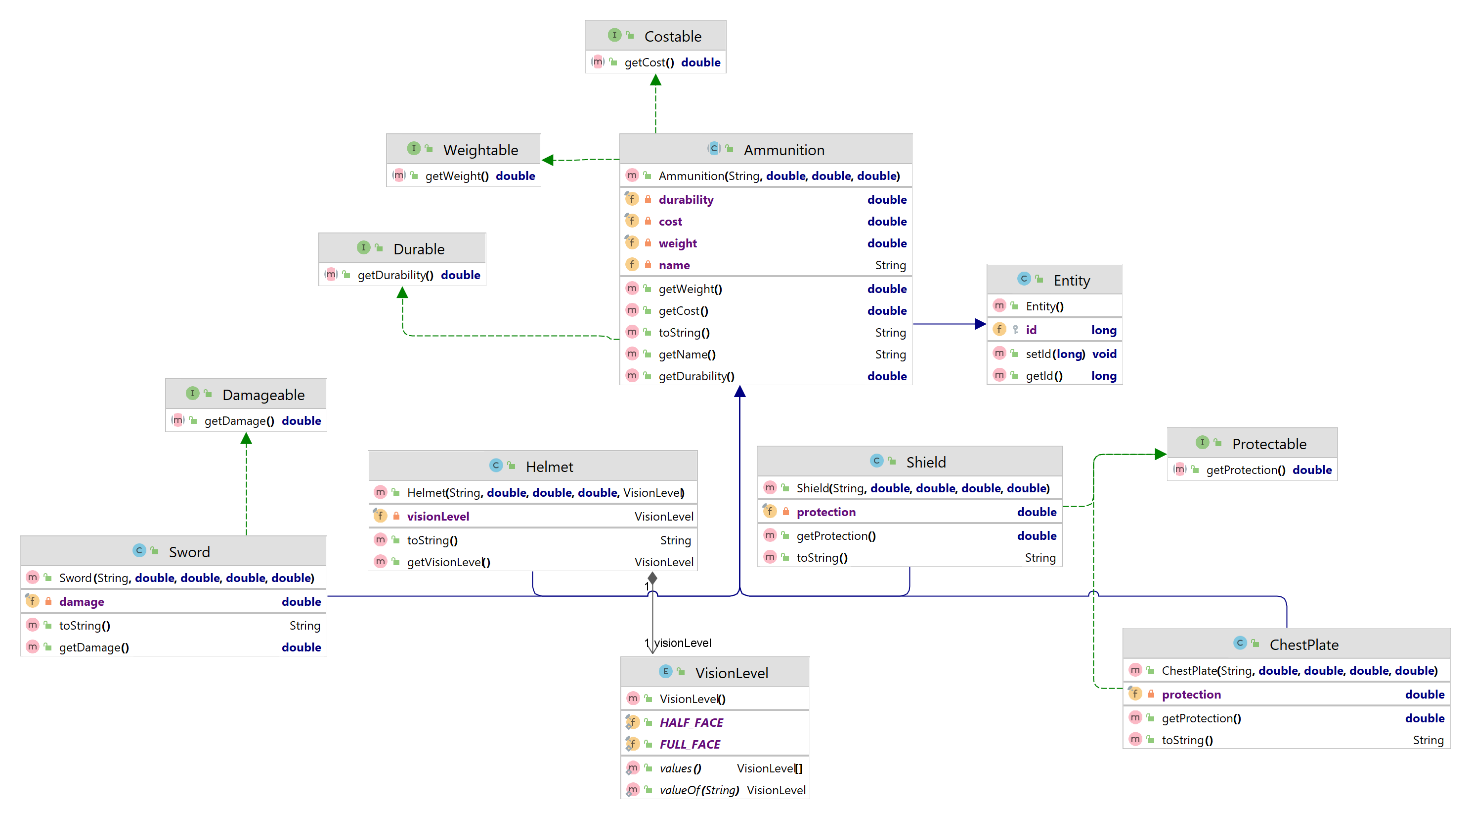 Costable
getCost() double
Weightable
getWeight() double
Ammunition
Ammunition(String, double, double, double)
durability double
cost double
weight double
name String
getWeight() double
getCost() double
toString() String
getName() String
getDurability() double
Durable
getDurability() double
Entity
Entity()
id long
setId(long) void
getId() long
Damageable
getDamage() double
Helmet
Helmet(String, double, double, double, VisionLevel)
visionLevel VisionLevel
toString() String
getVisionLevel() VisionLevel
Shield
Shield(String, double, double, double, double)
protection double
getProtection() double
toString() String
Protectable
getProtection() double
Sword
Sword(String, double, double, double, double)
damage double
toString() String
getDamage() double
1
1 visionLevel
VisionLevel
VisionLevel()
HALF_FACE
FULL_FACE
values() VisionLevel[]
valueOf(String) VisionLevel
ChestPlate
ChestPlate(String, double, double, double, double)
protection double
getProtection() double
toString() String